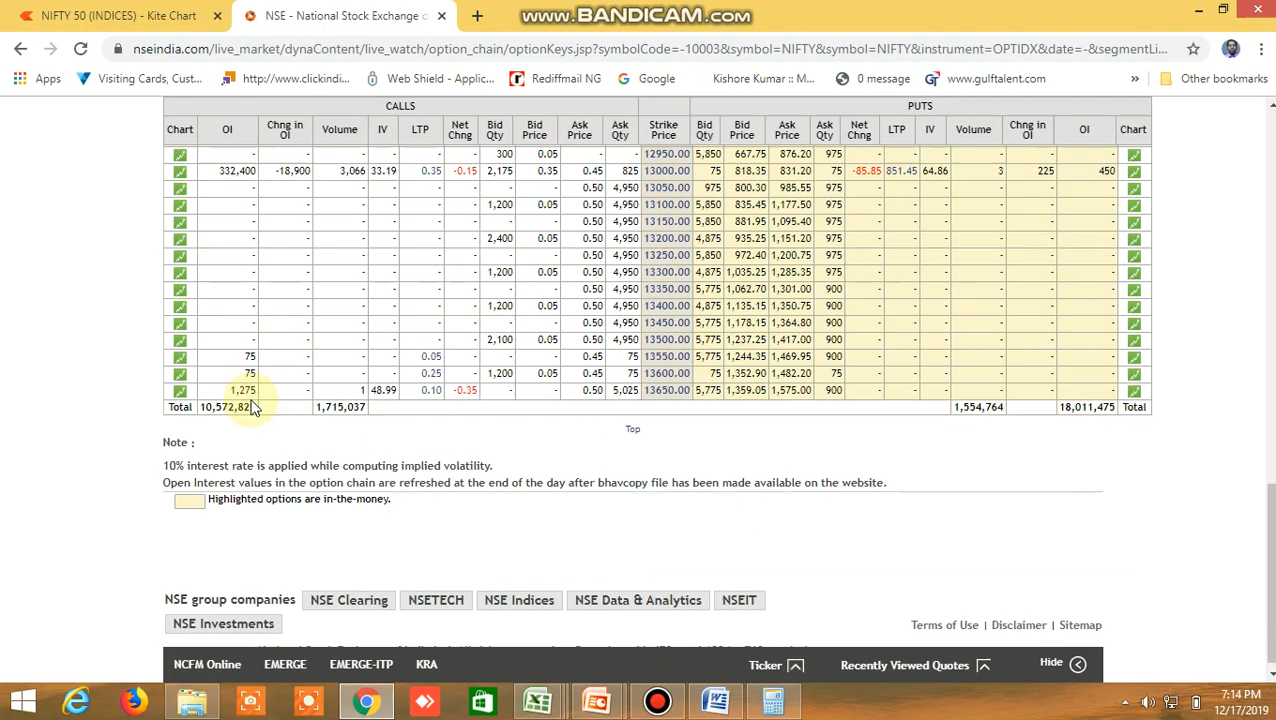 NIFTY 50 (INDICES) - Kite Chart
NSE - National Stock Exchange o
www.BANDICAM.com
nseindia.com/live_market/dynaContent/live_watch/option_chain/optionKeys.jsp?symbolCode=-10003&symbol=NIFTY&symbol=NIFTY&instrument=OPTIDX&date=-&segmentLi...
Apps Visiting Cards, Cust... http://www.clickindi... Web Shield - Applic... Rediffmail NG Google Kishore Kumar :: M... 0 message www.gulftalent.com » Other bookmarks
CALLS PUTS
Chart OI Chng in OI Volume IV LTP Net Chng Bid Qty Bid Price Ask Price Ask Qty Strike Price Bid Qty Bid Price Ask Price Ask Qty Net Chng LTP IV Volume Chng in OI OI Chart
- - - - - - 300 0.05 - - 12950.00 5,850 667.75 876.20 975 - - - - - -
332,400 -18,900 3,066 33.19 0.35 -0.15 2,175 0.35 0.45 825 13000.00 75 818.35 831.20 75 -85.85 851.45 64.86 3 225 450
- - - - - - - - 0.50 4,950 13050.00 975 800.30 985.55 975 - - - - - -
- - - - - - 1,200 0.05 0.50 4,950 13100.00 5,850 835.45 1,177.50 975 - - - - - -
- - - - - - - - 0.50 4,950 13150.00 5,850 881.95 1,095.40 975 - - - - - -
- - - - - - 2,400 0.05 0.50 4,950 13200.00 4,875 935.25 1,151.20 975 - - - - - -
- - - - - - - - 0.50 4,950 13250.00 5,850 972.40 1,200.75 975 - - - - - -
- - - - - - 1,200 0.05 0.50 4,950 13300.00 4,875 1,035.25 1,285.35 975 - - - - - -
- - - - - - - - 0.50 4,950 13350.00 5,775 1,062.70 1,301.00 900 - - - - - -
- - - - - - 1,200 0.05 0.50 4,950 13400.00 4,875 1,135.15 1,350.75 975 - - - - - -
- - - - - - - - 0.50 4,950 13450.00 5,775 1,178.15 1,364.80 900 - - - - - -
- - - - - - 2,100 0.05 0.50 4,950 13500.00 5,775 1,237.25 1,417.00 900 - - - - - -
75 - - - 0.05 - - - 0.45 75 13550.00 5,775 1,244.35 1,469.95 900 - - - - - -
75 - - - 0.25 - 1,200 0.05 0.45 75 13600.00 75 1,352.90 1,482.20 75 - - - - - -
1,275 - 1 48.99 0.10 -0.35 - - 0.50 5,025 13650.00 5,775 1,359.05 1,575.00 900 - - - - - -
Total 10,572,82 1,715,037 1,554,764 18,011,475 Total
Top
Note :
10% interest rate is applied while computing implied volatility.
Open Interest values in the option chain are refreshed at the end of the day after bhavcopy file has been made available on the website.
Highlighted options are in-the-money.
NSE group companies NSE Clearing NSETECH NSE Indices NSE Data & Analytics NSEIT
NSE Investments
Terms of Use | Disclaimer | Sitemap
NCFM Online EMERGE EMERGE-ITP KRA Ticker Recently Viewed Quotes Hide
7:14 PM
12/17/2019